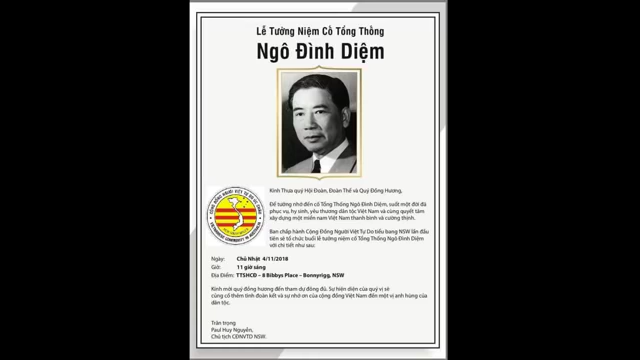 Lễ Tưởng Niệm Cố Tổng Thống
Ngô Đình Diệm
Kính Thưa quý Hội Đoàn, Đoàn Thể và Quý Đồng Hương,
Để tưởng nhớ đến cố Tổng Thống Ngô Đình Diệm, suốt một đời đã
phục vụ, hy sinh, yêu thương dân tộc Việt Nam và cùng quyết tâm
xây dựng một miền nam Việt Nam thanh bình và cường thịnh.
Ban chấp hành Cộng Đồng Người Việt Tự Do tiểu bang NSW lần đầu
tiên sẽ tổ chức buổi lễ tưởng niệm cố Tổng Thống Ngô Đình Diệm
với chi tiết như sau:
Ngày: Chủ Nhật 4/11/2018
Giờ: 11 giờ sáng
Địa Điểm: TTSHCĐ – 8 Bibbys Place – Bonnyrigg, NSW
Kính mời quý đồng hương đến tham dự đông đủ. Sự hiện diện của quý vị sẽ
củng cố thêm tinh đoàn kết và sự nhớ ơn của cộng đồng Việt Nam đến một vị anh hùng của
dân tộc.
Trân trọng
Paul Huy Nguyễn,
Chủ tịch CĐNVTD NSW.